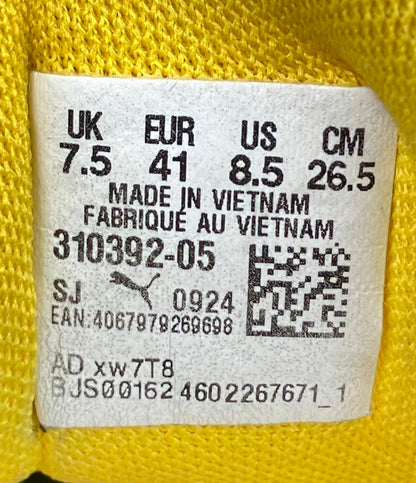 UK EUR US CM
7.5 41 8.5 26.5
MADE IN VIETNAM
FABRIQUÉ AU VIETNAM
310392-05
SJ 0924
EAN:4067979269698
AD xw7T8
BJS00162 4602267671_1